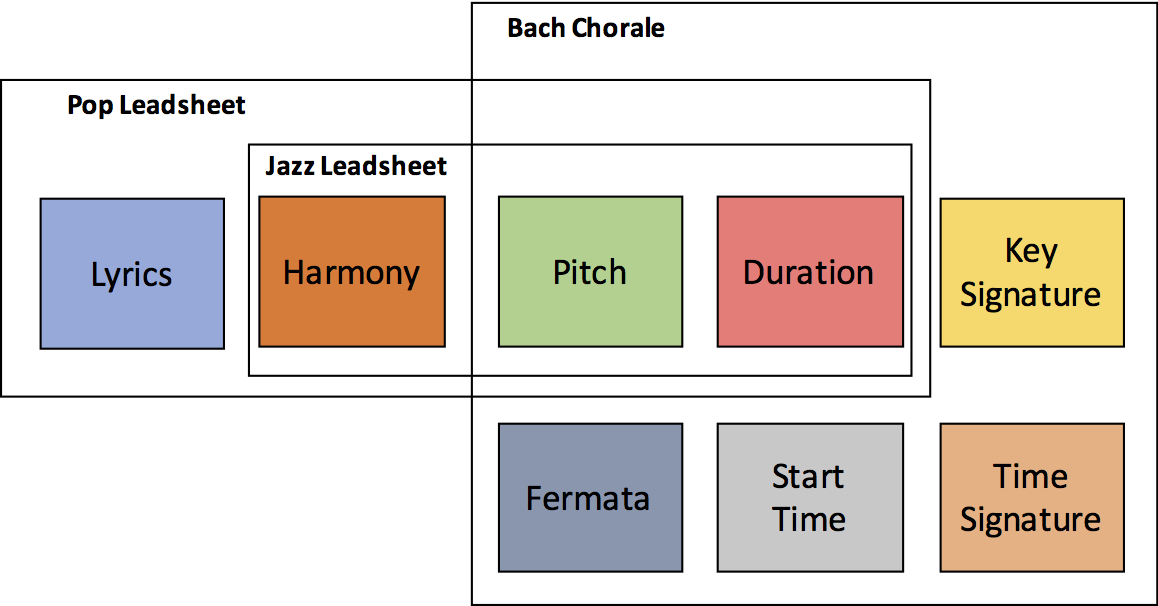 Bach Chorale
Pop Leadsheet
Jazz Leadsheet
Lyrics
Harmony
Pitch
Duration
Key
Signature
Fermata
Start
Time
Time
Signature